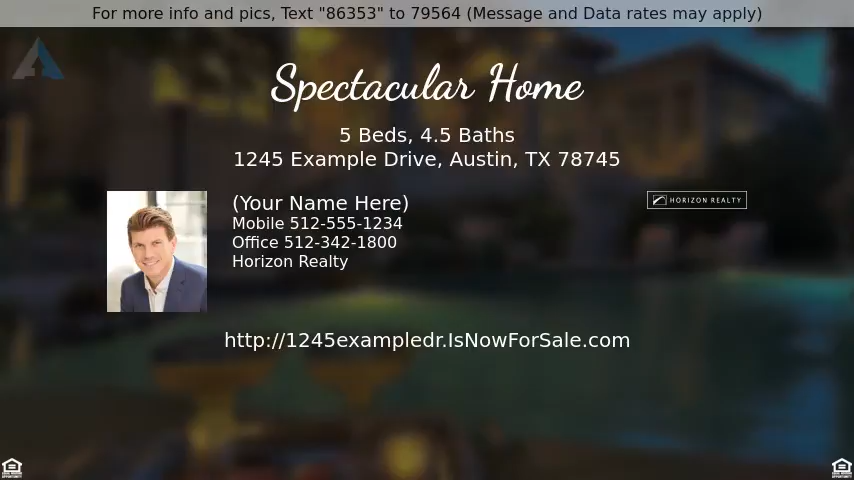 For more info and pics, Text "86353" to 79564 (Message and Data rates may apply)
Spectacular Home
5 Beds, 4.5 Baths
1245 Example Drive, Austin, TX 78745
(Your Name Here)
HORIZON REALTY
Mobile 512-555-1234
Office 512-342-1800
Horizon Realty
http://1245exampledr.IsNowForSale.com